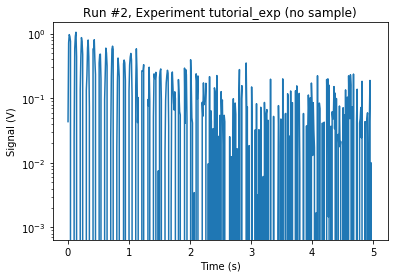 Run #2, Experiment tutorial_exp (no sample)
10⁰
10⁻¹
10⁻²
10⁻³
Signal (V)
0 1 2 3 4 5
Time (s)